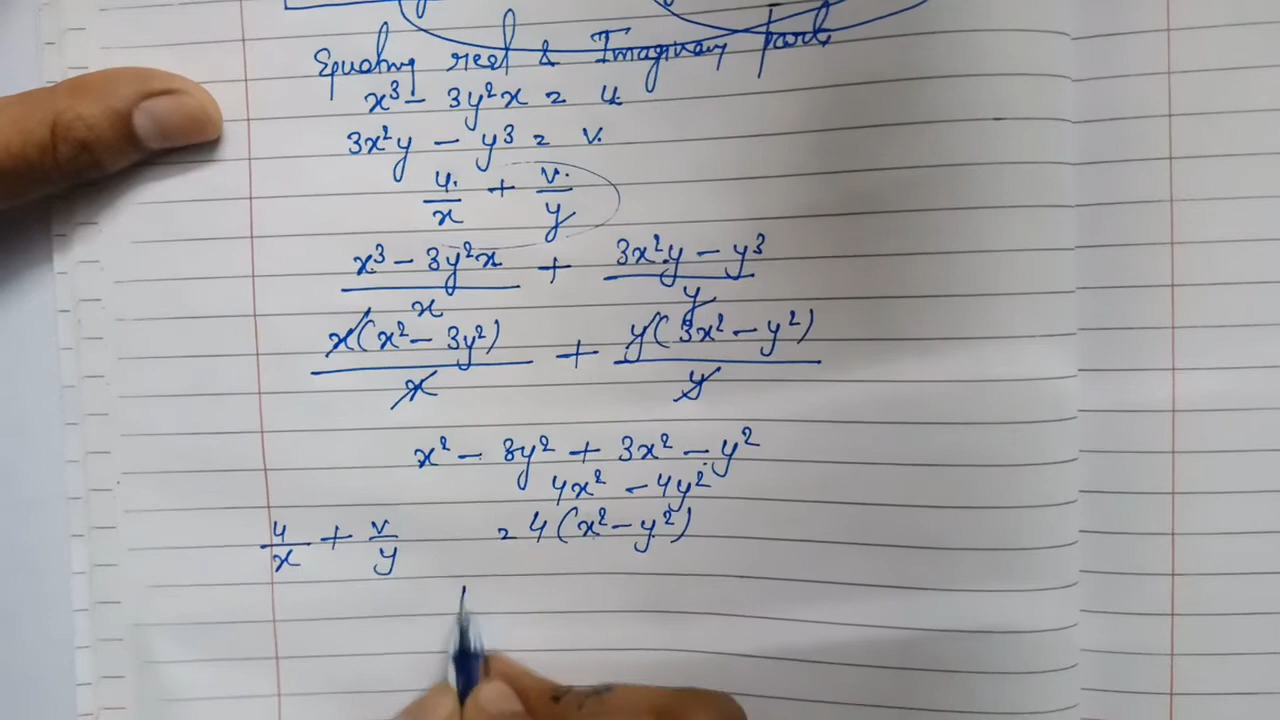 Equating real & Imaginary part
x³ - 3y²x = u
3x²y - y³ = v.
u/x + v/y
(x³ - 3y²x)/x + (3x²y - y³)/y
x(x² - 3y²)/x + y(3x² - y²)/y
x² - 3y² + 3x² - y²
4x² - 4y²
u/x + v/y = 4(x² - y²)